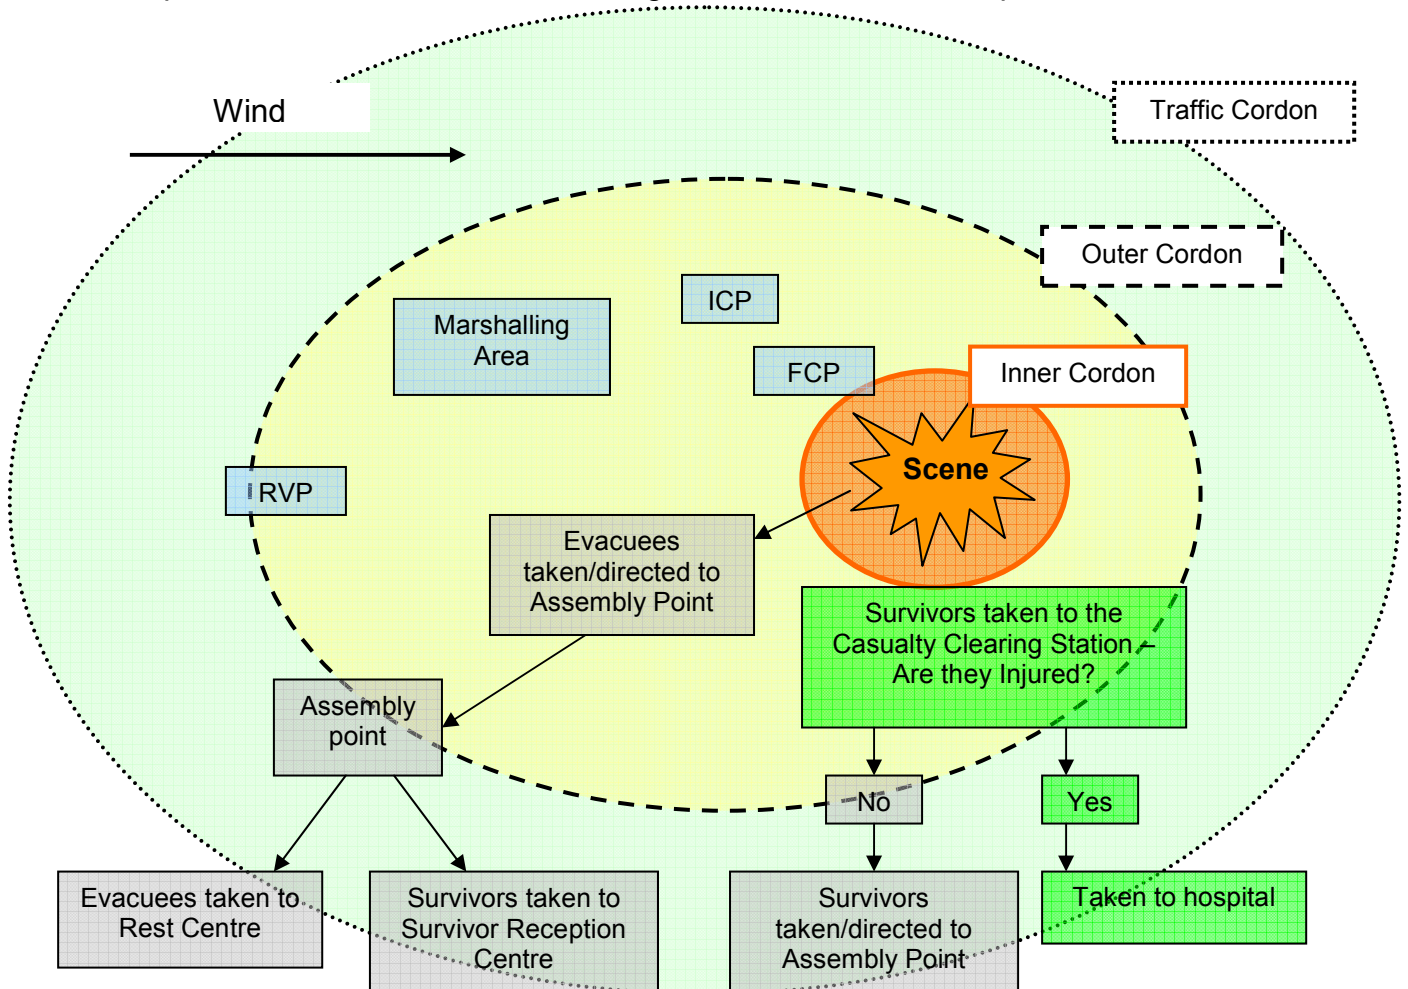 Wind
Traffic Cordon
Outer Cordon
ICP
Marshalling
Area
FCP
Inner Cordon
Scene
RVP
Evacuees
taken/directed to
Assembly Point
Survivors taken to the
Casualty Clearing Station –
Are they Injured?
Assembly
point
No
Yes
Evacuees taken to
Rest Centre
Survivors taken to
Survivor Reception
Centre
Survivors
taken/directed to
Assembly Point
Taken to hospital